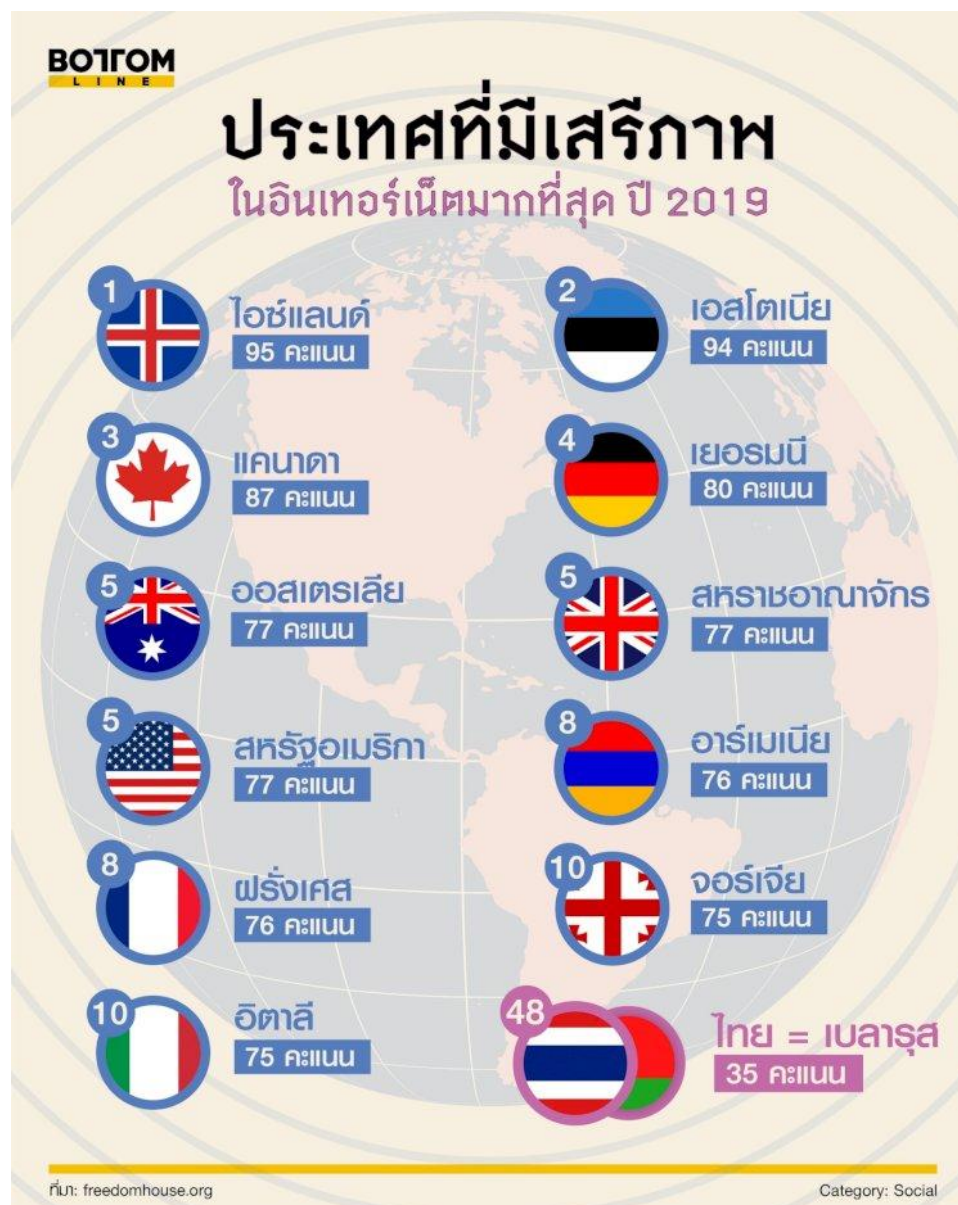 BOTTOM
LINE
ประเทศที่มีเสรีภาพ
ในอินเทอร์เน็ตมากที่สุด ปี 2019
1
ไอซ์แลนด์
95 คะแนน
2
เอสโตเนีย
94 คะแนน
3
แคนาดา
87 คะแนน
4
เยอรมนี
80 คะแนน
5
ออสเตรเลีย
77 คะแนน
5
สหราชอาณาจักร
77 คะแนน
5
สหรัฐอเมริกา
77 คะแนน
8
อาร์เมเนีย
76 คะแนน
8
ฝรั่งเศส
76 คะแนน
10
จอร์เจีย
75 คะแนน
10
อิตาลี
75 คะแนน
48
ไทย = เบลารุส
35 คะแนน
ที่มา: freedomhouse.org
Category: Social